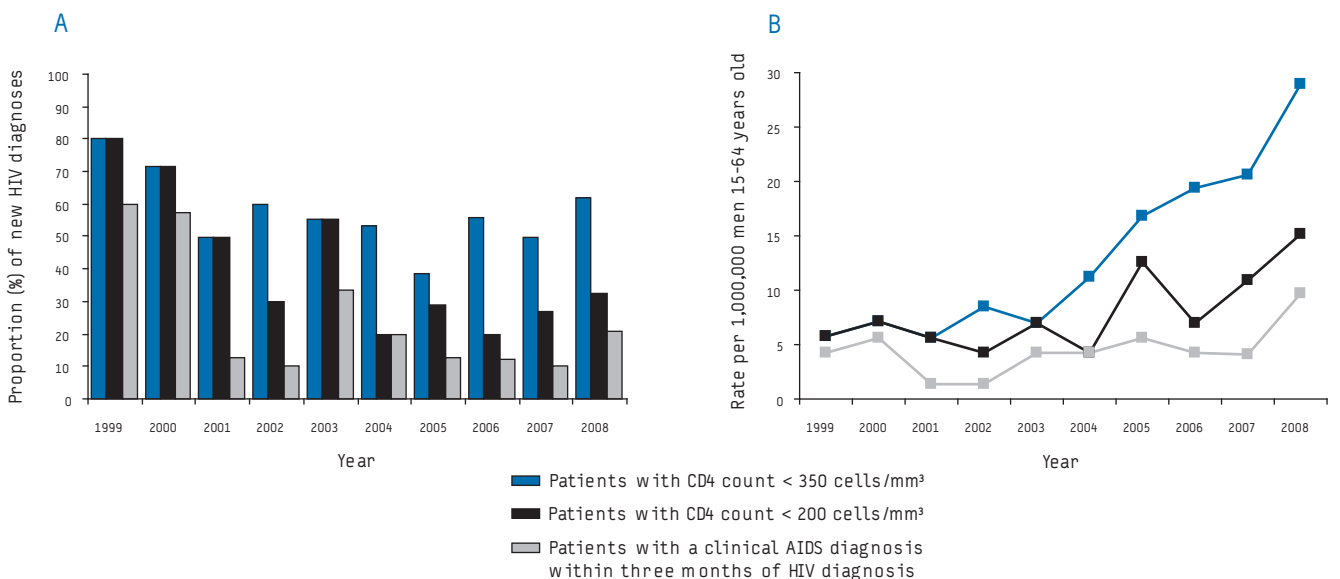 A
Proportion (%) of new HIV diagnoses
100
90
80
70
60
50
40
30
20
10
0
1999 2000 2001 2002 2003 2004 2005 2006 2007 2008
Year
B
Rate per 1,000,000 men 15-64 years old
30
25
20
15
10
5
0
1999 2000 2001 2002 2003 2004 2005 2006 2007 2008
Year
Patients with CD4 count < 350 cells/mm³
Patients with CD4 count < 200 cells/mm³
Patients with a clinical AIDS diagnosis
within three months of HIV diagnosis